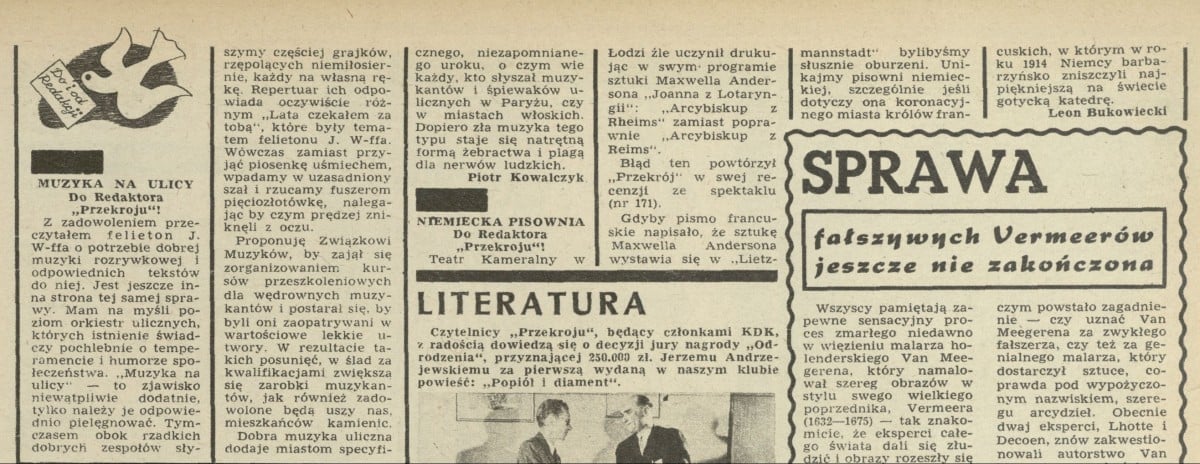 Do i od
Redakcji
MUZYKA NA ULICY
Do Redaktora
„Przekroju"!
Z zadowoleniem prze-
czytałem felieton J.
W-ffa o potrzebie dobrej
muzyki rozrywkowej i
odpowiednich tekstów
do niej. Jest jeszcze in-
na strona tej samej spra-
wy. Mam na myśli po-
ziom orkiestr ulicznych,
których istnienie świad-
czy pochlebnie o tempe-
ramencie i humorze spo-
łeczeństwa. „Muzyka na
ulicy" — to zjawisko
niewątpliwie dodatnie,
tylko należy je odpowie-
dnio pielęgnować. Tym-
czasem obok rzadkich
dobrych zespołów sły-
szymy częściej grajków,
rzępolących niemiłosier-
nie, każdy na własną rę-
kę. Repertuar ich odpo-
wiada oczywiście róż-
nym „Lata czekałem za
tobą", które były tema-
tem felietonu J. W-ffa.
Wówczas zamiast przy-
jąć piosenkę uśmiechem,
wpadamy w uzasadniony
szał i rzucamy fuszerom
pięciozłotówkę, nalega-
jąc by czym prędzej zni-
knęli z oczu.
Proponuję Związkowi
Muzyków, by zajął się
zorganizowaniem kur-
sów przeszkoleniowych
dla wędrownych muzy-
kantów i postarał się, by
byli oni zaopatrywani w
wartościowe lekkie u-
twory. W rezultacie ta-
kich posunięć, w ślad za
kwalifikacjami zwiększą
się zarobki muzykan-
tów, jak również zado-
wolone będą uszy nas,
mieszkańców kamienic.
Dobra muzyka uliczna
dodaje miastom specyfi-
cznego, niezapomniane-
go uroku, o czym wie
każdy, kto słyszał muzy-
kantów i śpiewaków u-
licznych w Paryżu, czy
w miastach włoskich.
Dopiero zła muzyka tego
typu staje się natrętną
formą żebractwa i plagą
dla nerwów ludzkich.
Piotr Kowalczyk
NIEMIECKA PISOWNIA
Do Redaktora
„Przekroju"!
Teatr Kameralny w
Łodzi źle uczynił druku-
jąc w swym programie
sztuki Maxwella Ander-
sona „Joanna z Lotaryn-
gii": „Arcybiskup z
Rheims" zamiast popra-
wnie „Arcybiskup z
Reims".
Błąd ten powtórzył
„Przekrój" w swej re-
cenzji ze spektaklu
(nr 171).
Gdyby pismo francu-
skie napisało, że sztukę
Maxwella Andersona
wystawia się w „Lietz-
mannstadt" bylibyśmy
słusznie oburzeni. Uni-
kajmy pisowni niemiec-
kiej, szczególnie jeśli
dotyczy ona koronacyj-
nego miasta królów fran-
cuskich, w którym w ro-
ku 1914 Niemcy barba-
rzyńsko zniszczyli naj-
piękniejszą na świecie
gotycką katedrę.
Leon Bukowiecki
LITERATURA
Czytelnicy „Przekroju", będący członkami KDK,
z radością dowiedzą się o decyzji jury nagrody „Od-
rodzenia", przyznającej 250.000 zł. Jerzemu Andrze-
jewskiemu za pierwszą wydaną w naszym klubie
powieść: „Popiół i diament".
SPRAWA
fałszywych Vermeerów
jeszcze nie zakończona
Wszyscy pamiętają za-
pewne sensacyjny pro-
ces zmarłego niedawno
w więzieniu malarza ho-
lenderskiego Van Mee-
gerena, który namalo-
wał szereg obrazów w
stylu swego wielkiego
poprzednika, Vermeera
(1632—1675) — tak znako-
micie, że eksperci całe-
go świata dali się złu-
dzić i obrazy rozeszły się
czym powstało zagadnie-
nie — czy uznać Van
Meegerena za zwykłego
fałszerza, czy też za ge-
nialnego malarza, który
dostarczył sztuce, co-
prawda pod wypożyczo-
nym nazwiskiem, szere-
gu arcydzieł. Obecnie
dwaj eksperci, Lhotte i
Decoen, znów zakwestio-
nowali autorstwo Van